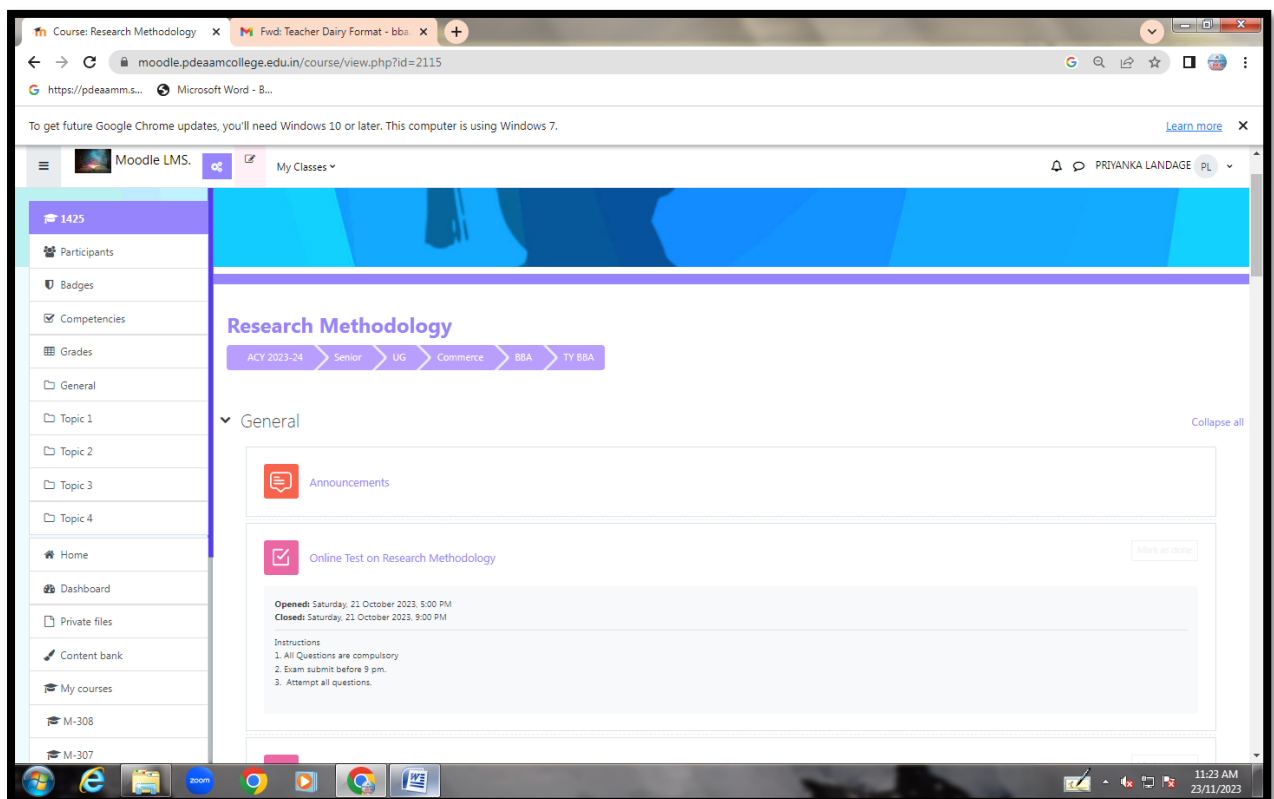 Course: Research Methodology
Fwd: Teacher Dairy Format - bba.
moodle.pdeaamcollege.edu.in/course/view.php?id=2115
https://pdeaamm.s...
Microsoft Word - B...
To get future Google Chrome updates, you'll need Windows 10 or later. This computer is using Windows 7.
Learn more
Moodle LMS.
My Classes
PRIYANKA LANDAGE PL
1425
Participants
Badges
Competencies
Grades
General
Topic 1
Topic 2
Topic 3
Topic 4
Home
Dashboard
Private files
Content bank
My courses
M-308
M-307
Research Methodology
ACY 2023-24 Senior UG Commerce BBA TY BBA
General
Collapse all
Announcements
Online Test on Research Methodology
Mark as done
Opened: Saturday, 21 October 2023, 5:00 PM
Closed: Saturday, 21 October 2023, 9:00 PM
Instructions
1. All Questions are compulsory
2. Exam submit before 9 pm.
3. Attempt all questions.
zoom
11:23 AM
23/11/2023